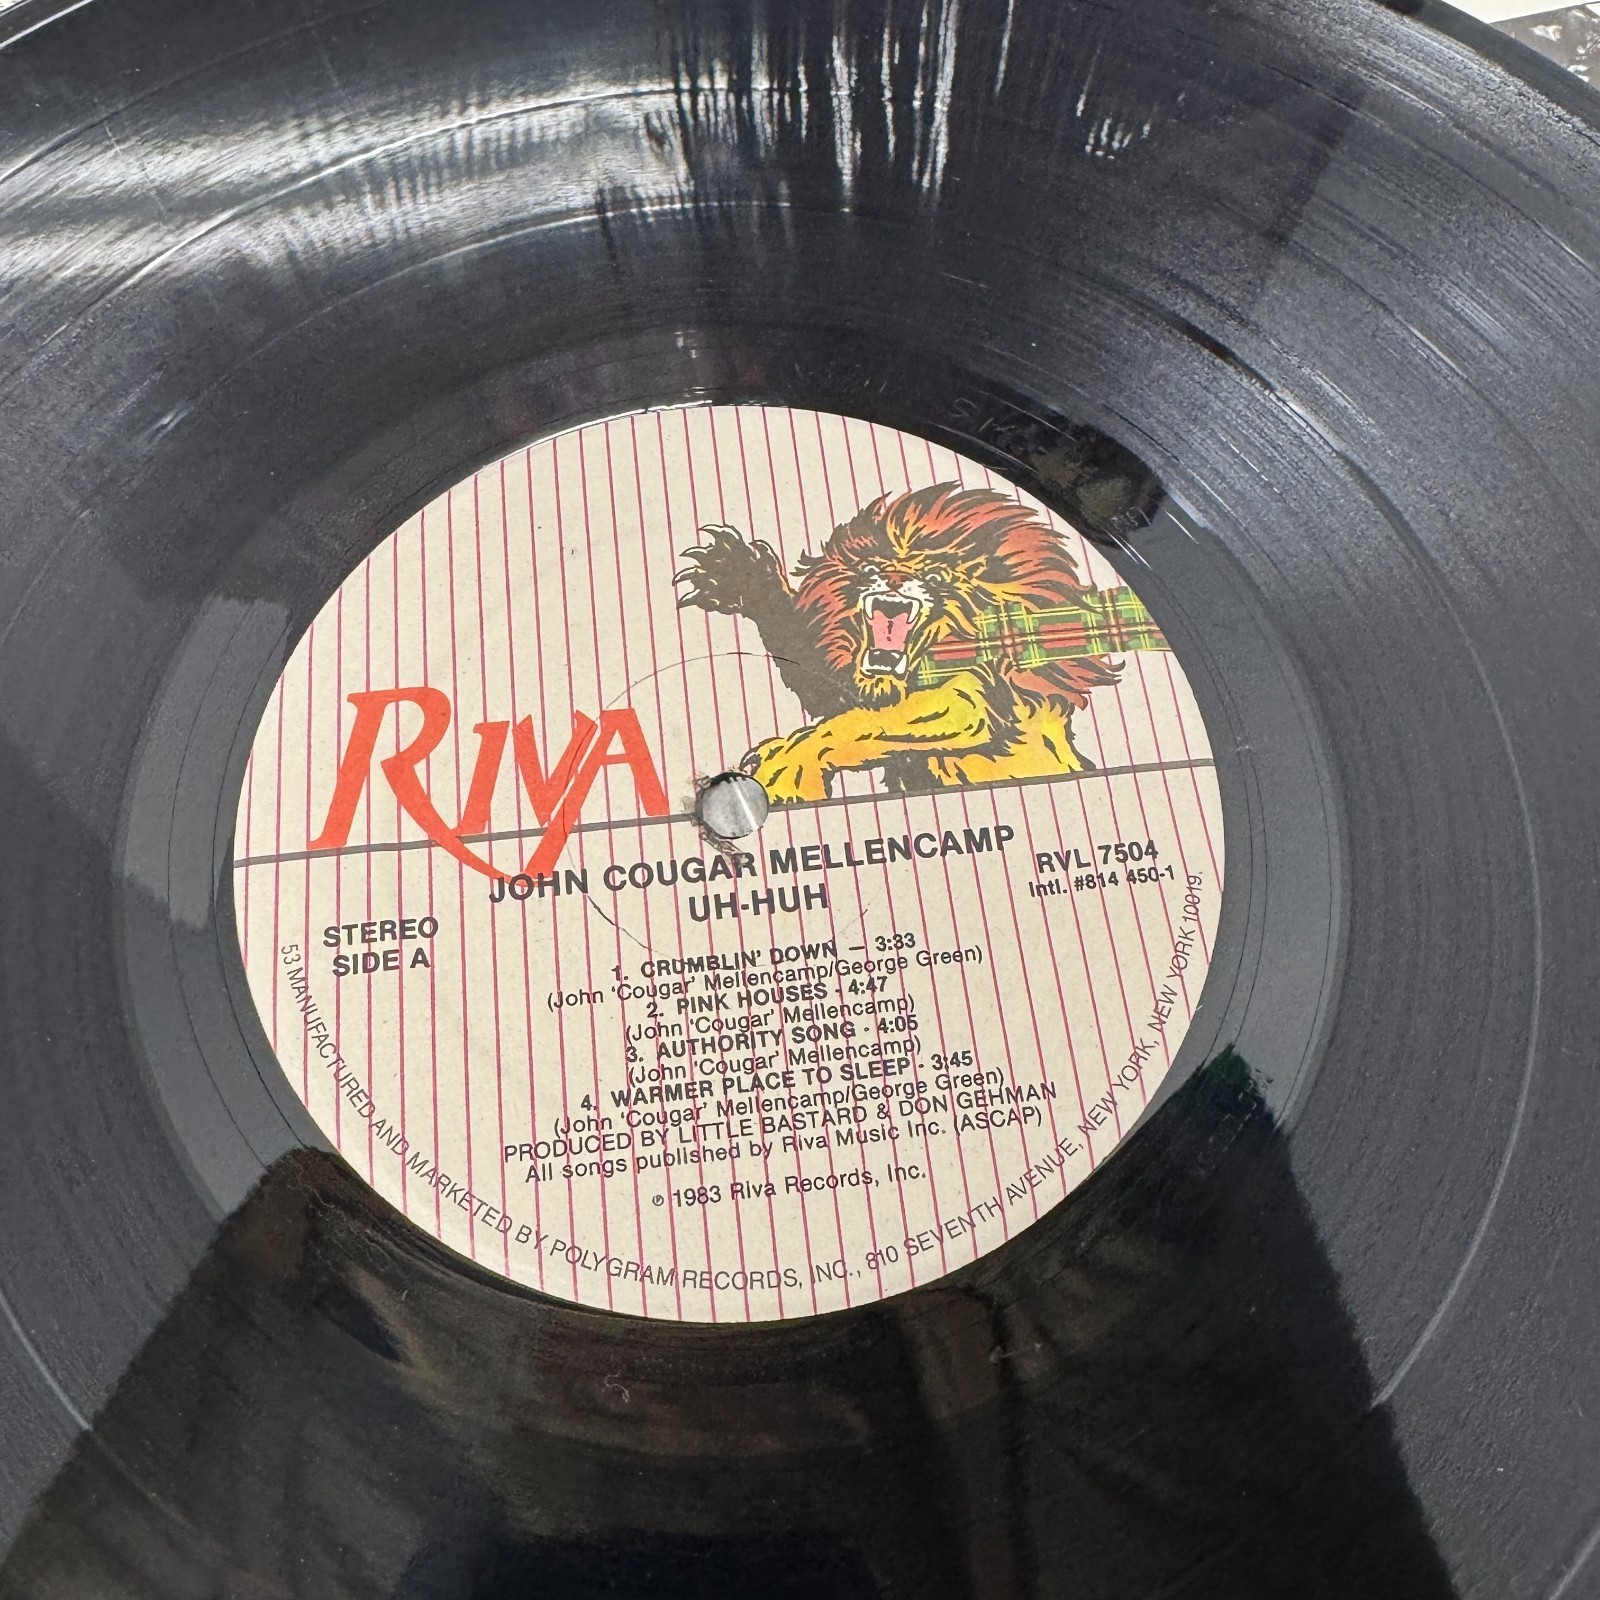 RIVA
JOHN COUGAR MELLENCAMP
UH-HUH
RVL 7504
Intl. #814 450-1
STEREO
SIDE A
1. CRUMBLIN' DOWN – 3:33
(John 'Cougar' Mellencamp/George Green)
2. PINK HOUSES - 4:47
(John 'Cougar' Mellencamp)
3. AUTHORITY SONG - 4:05
(John 'Cougar' Mellencamp)
4. WARMER PLACE TO SLEEP - 3:45
(John 'Cougar' Mellencamp/George Green)
PRODUCED BY LITTLE BASTARD & DON GEHMAN
All songs published by Riva Music Inc. (ASCAP)
℗ 1983 Riva Records, Inc.
53 MANUFACTURED AND MARKETED BY POLYGRAM RECORDS, INC., 810 SEVENTH AVENUE, NEW YORK, NEW YORK 10019.